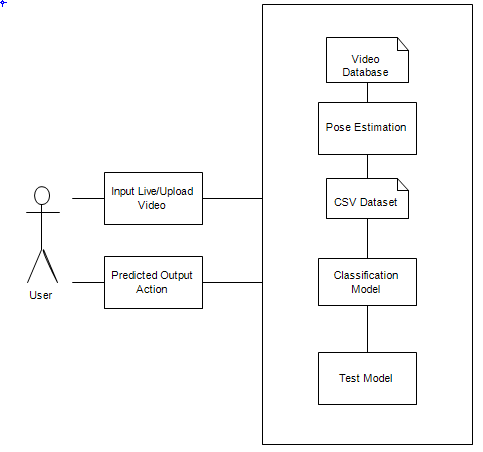 Video
Database
Pose Estimation
Input Live/Upload
Video
CSV Dataset
Predicted Output
Action
Classification
Model
User
Test Model